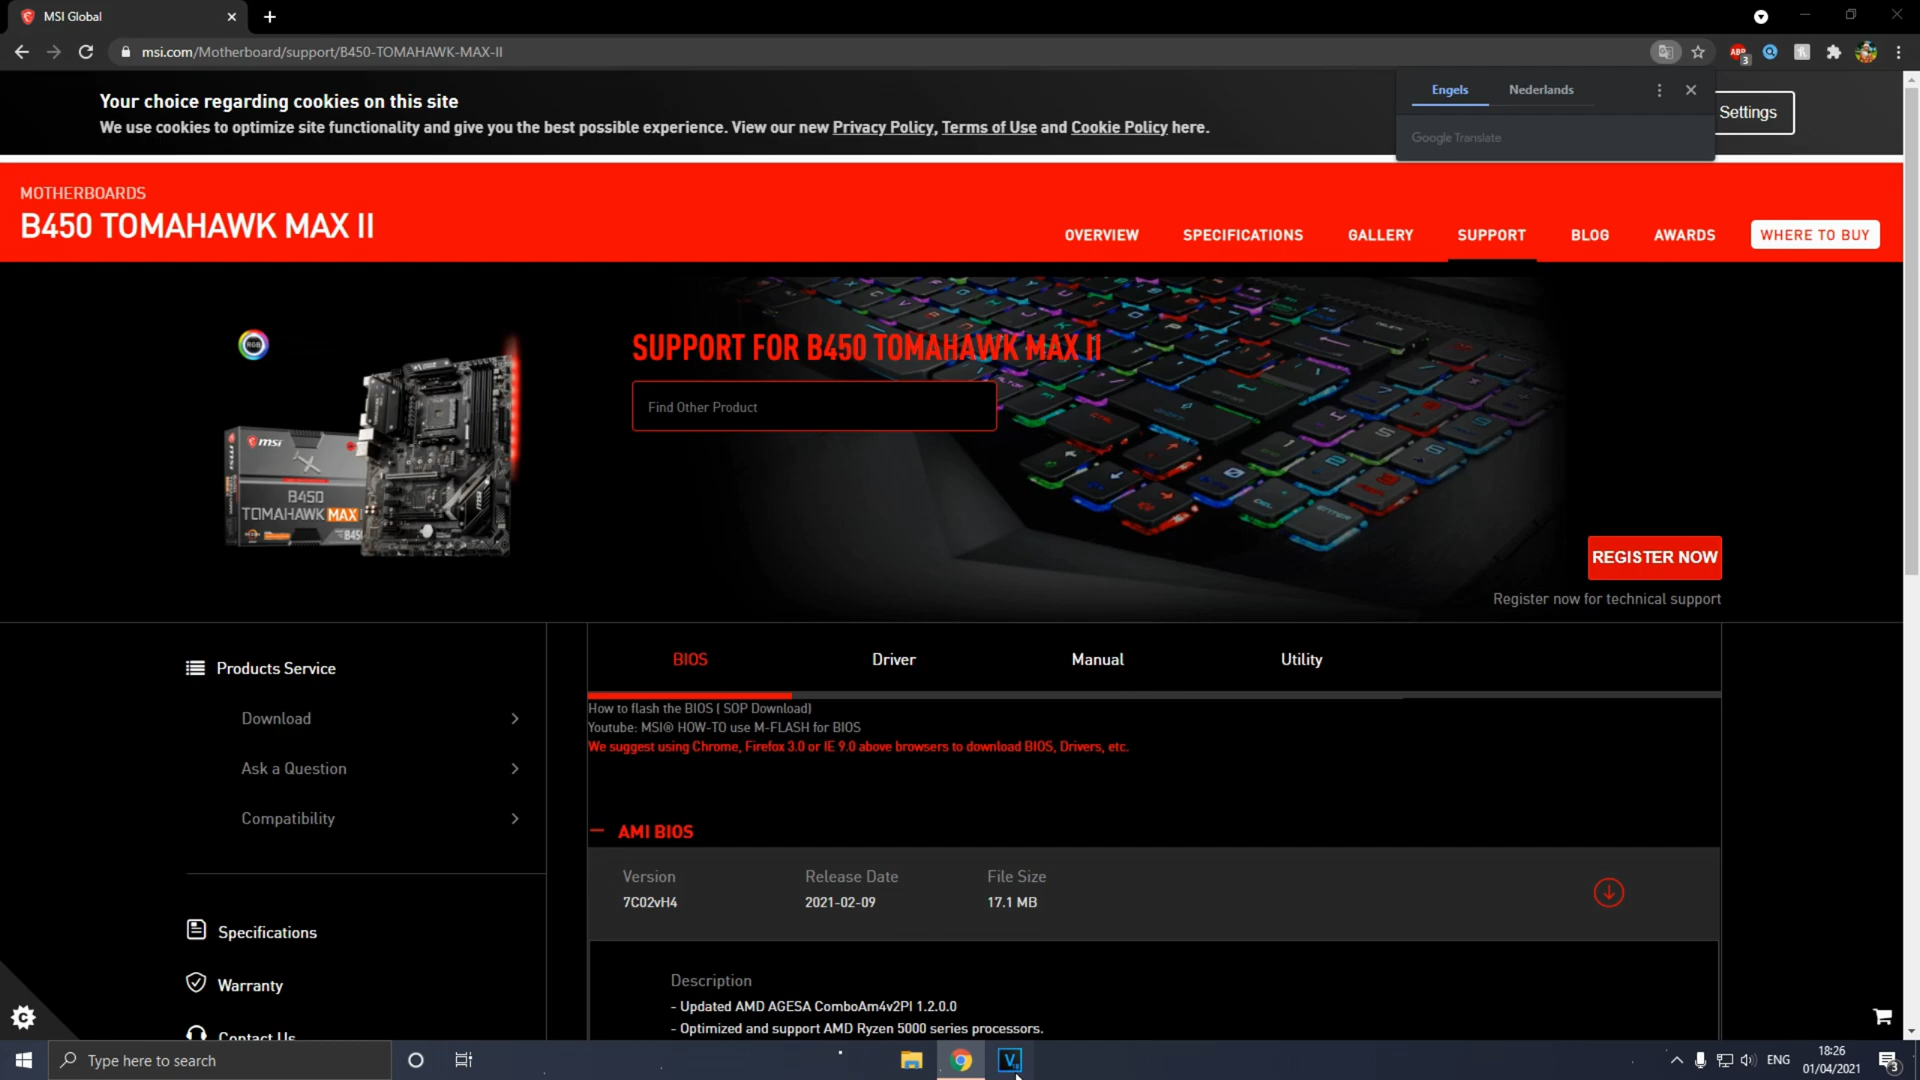 MSI Global
msi.com/Motherboard/support/B450-TOMAHAWK-MAX-II
ABP
3
Your choice regarding cookies on this site
We use cookies to optimize site functionality and give you the best possible experience. View our new Privacy Policy, Terms of Use and Cookie Policy here.
Engels
Nederlands
Google Translate
Settings
MOTHERBOARDS
B450 TOMAHAWK MAX II
OVERVIEW
SPECIFICATIONS
GALLERY
SUPPORT
BLOG
AWARDS
WHERE TO BUY
RGB
msi
B450
TOMAHAWK MAX
SUPPORT FOR B450 TOMAHAWK MAX II
Find Other Product
REGISTER NOW
Register now for technical support
Products Service
Download
Ask a Question
Compatibility
Specifications
Warranty
Contact Us
BIOS
Driver
Manual
Utility
How to flash the BIOS ( SOP Download)
Youtube: MSI® HOW-TO use M-FLASH for BIOS
We suggest using Chrome, Firefox 3.0 or IE 9.0 above browsers to download BIOS, Drivers, etc.
AMI BIOS
Version
Release Date
File Size
7C02vH4
2021-02-09
17.1 MB
Description
- Updated AMD AGESA ComboAm4v2PI 1.2.0.0
- Optimized and support AMD Ryzen 5000 series processors.
Type here to search
ENG
18:26
01/04/2021
3